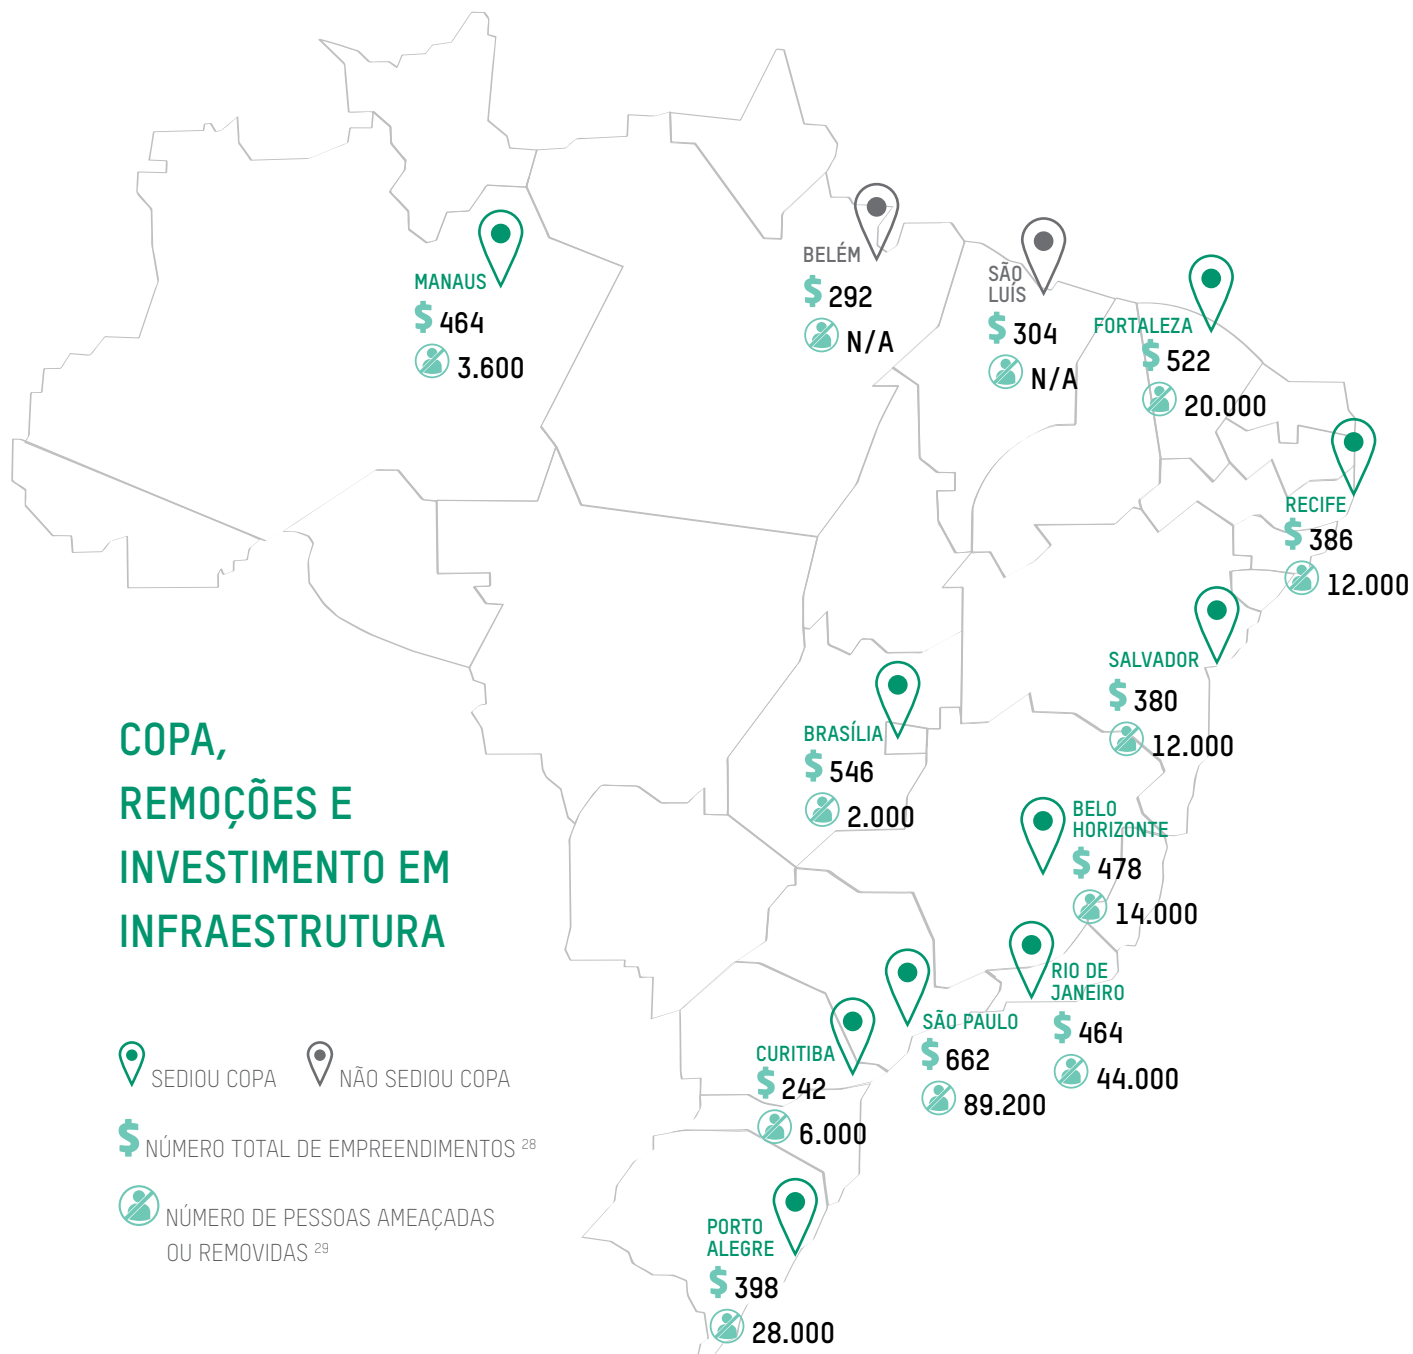 MANAUS
$ 464
3.600
BELÉM
$ 292
N/A
SÃO
LUÍS
$ 304
N/A
FORTALEZA
$ 522
20.000
RECIFE
$ 386
12.000
SALVADOR
$ 380
12.000
BRASÍLIA
$ 546
2.000
BELO
HORIZONTE
$ 478
14.000
RIO DE
JANEIRO
$ 464
44.000
SÃO PAULO
$ 662
89.200
CURITIBA
$ 242
6.000
PORTO
ALEGRE
$ 398
28.000
COPA,
REMOÇÕES E
INVESTIMENTO EM
INFRAESTRUTURA
SEDIOU COPA
NÃO SEDIOU COPA
$ NÚMERO TOTAL DE EMPREENDIMENTOS 28
NÚMERO DE PESSOAS AMEAÇADAS
OU REMOVIDAS 29